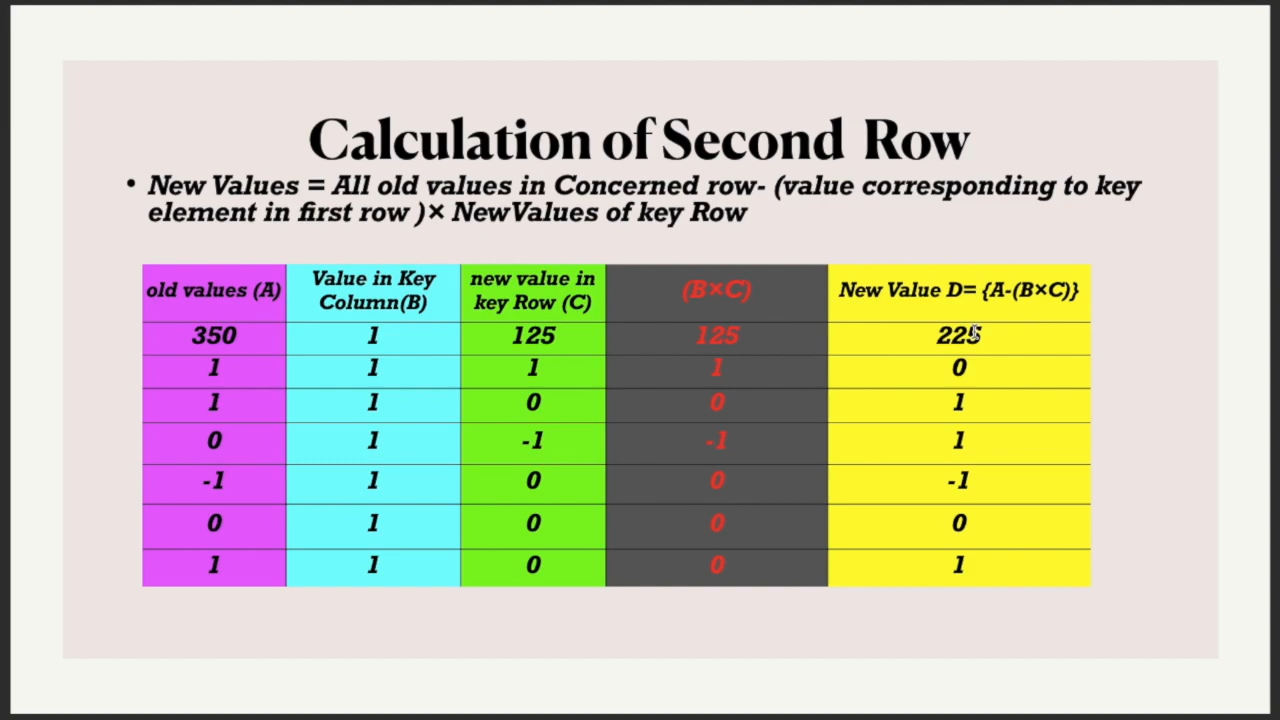 Calculation of Second Row
• New Values = All old values in Concerned row- (value corresponding to key
element in first row )× NewValues of key Row
old values (A) Value in Key Column(B) new value in key Row (C) (B×C) New Value D= {A-(B×C)}
350 1 125 125 225
1 1 1 1 0
1 1 0 0 1
0 1 -1 -1 1
-1 1 0 0 -1
0 1 0 0 0
1 1 0 0 1